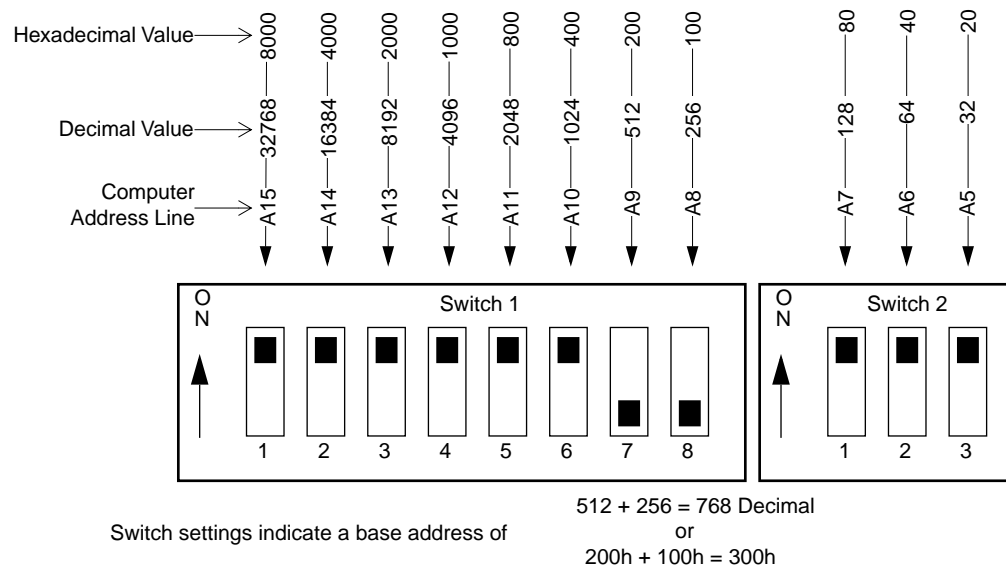 Hexadecimal Value 8000 4000 2000 1000 800 400 200 100 80 40 20
Decimal Value 32768 16384 8192 4096 2048 1024 512 256 128 64 32
Computer
Address Line A15 A14 A13 A12 A11 A10 A9 A8 A7 A6 A5
ON Switch 1
1 2 3 4 5 6 7 8
ON Switch 2
1 2 3
Switch settings indicate a base address of
512 + 256 = 768 Decimal
or
200h + 100h = 300h